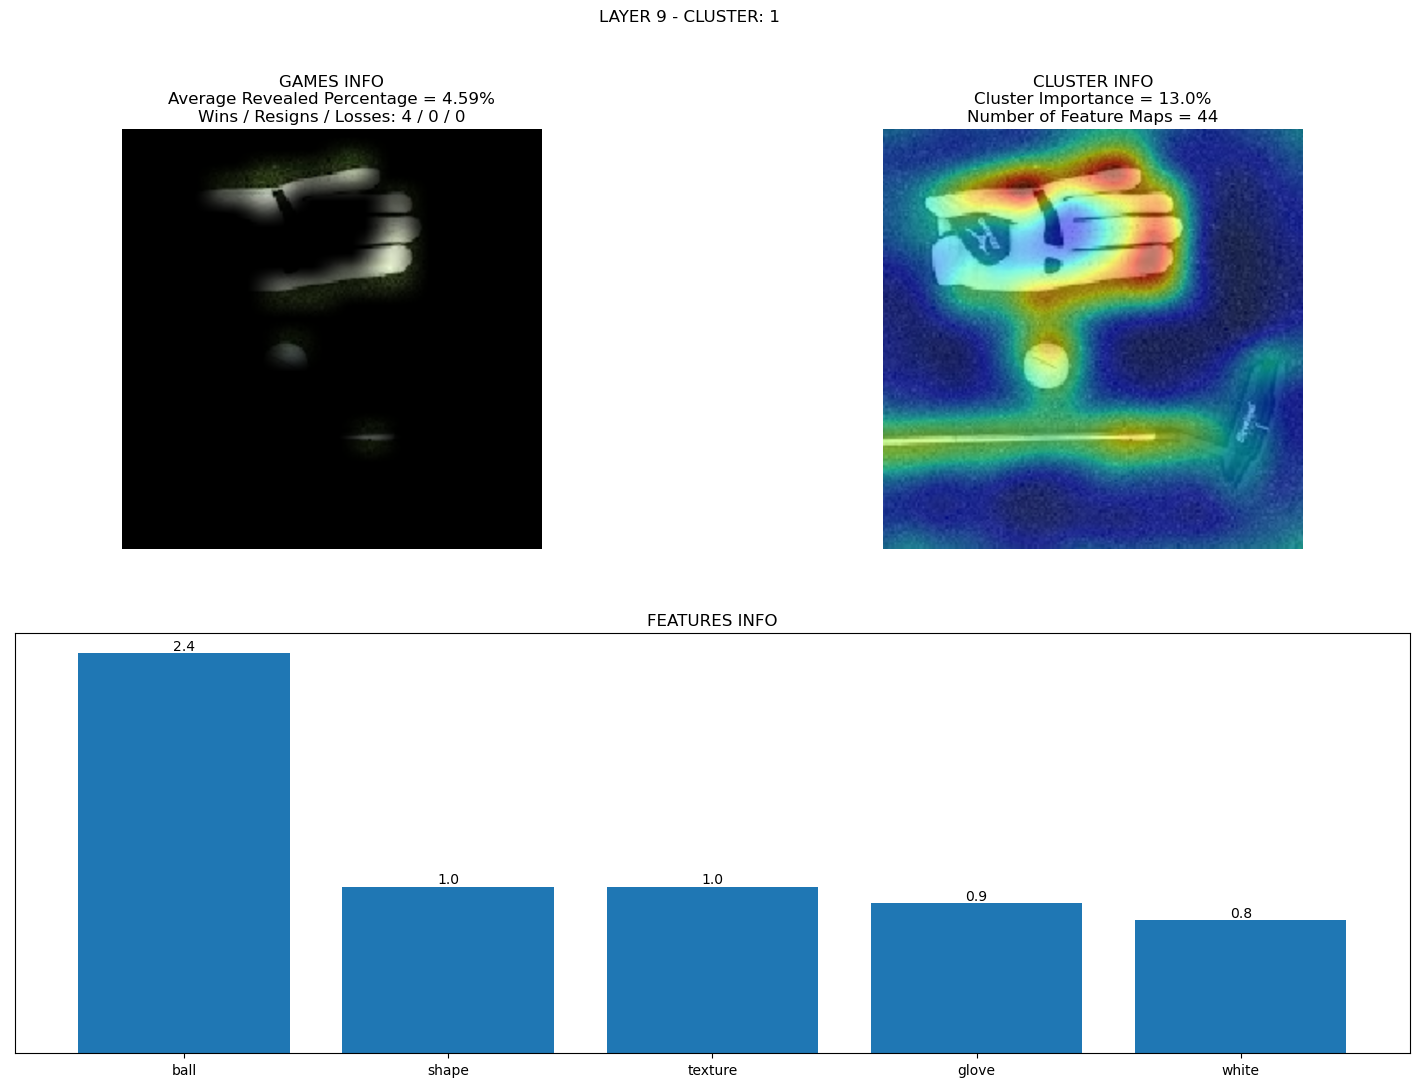 LAYER 9 - CLUSTER: 1
GAMES INFO
Average Revealed Percentage = 4.59%
Wins / Resigns / Losses: 4 / 0 / 0
CLUSTER INFO
Cluster Importance = 13.0%
Number of Feature Maps = 44
FEATURES INFO
2.4
1.0
1.0
0.9
0.8
ball
shape
texture
glove
white